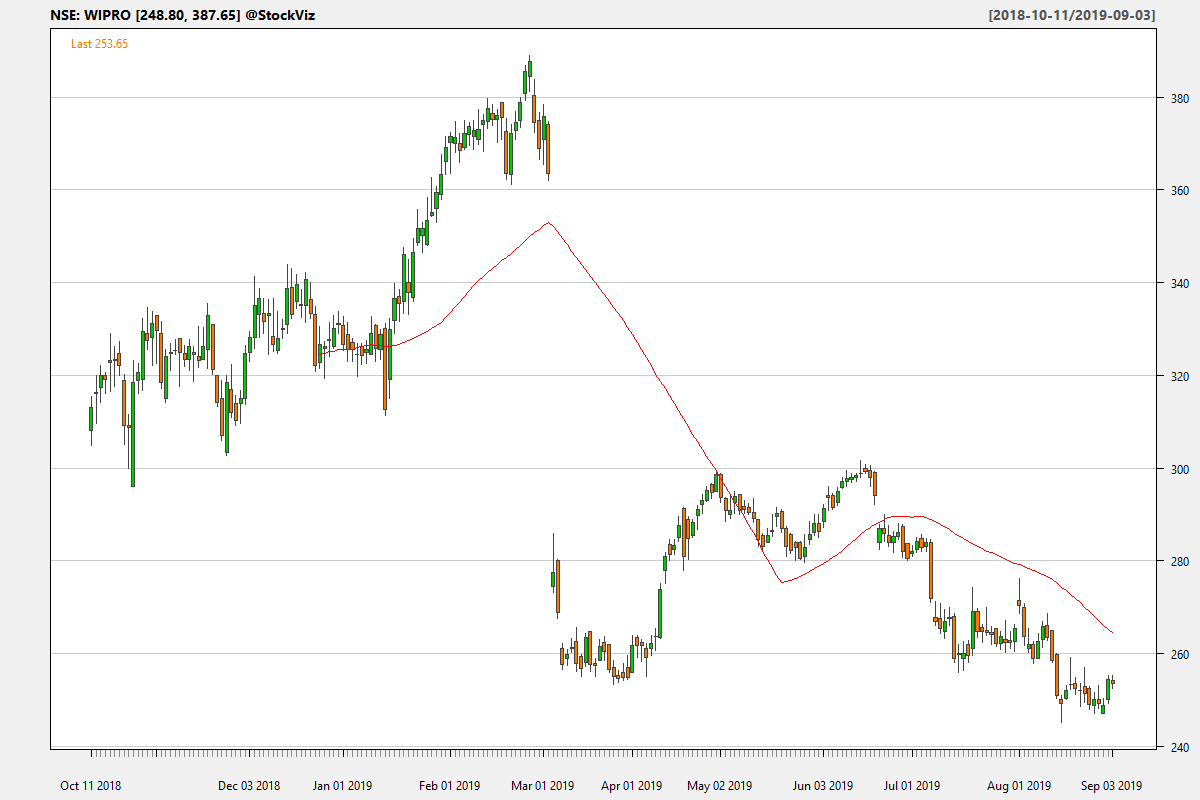 NSE: WIPRO [248.80, 387.65] @StockViz
[2018-10-11/2019-09-03]
Last 253.65
380
360
340
320
300
280
260
240
Oct 11 2018
Dec 03 2018
Jan 01 2019
Feb 01 2019
Mar 01 2019
Apr 01 2019
May 02 2019
Jun 03 2019
Jul 01 2019
Aug 01 2019
Sep 03 2019